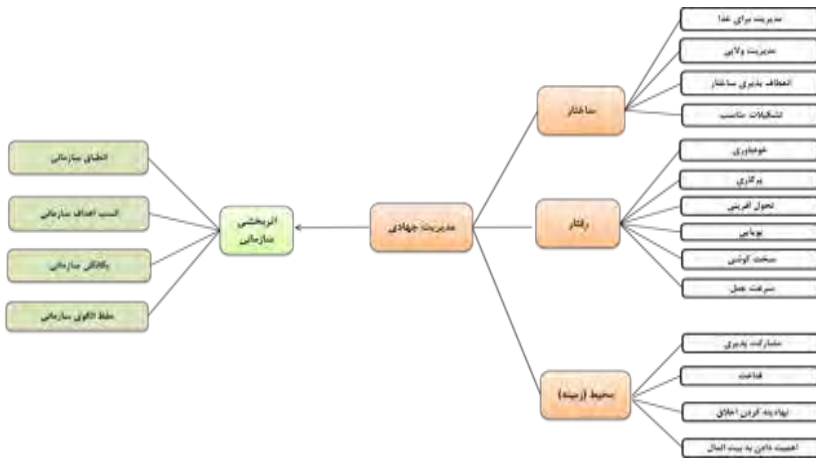 مدیریت برای خدا
مدیریت ولایی
انعطاف پذیری ساختار
تشکیلات مناسب
ساختار
خودباوری
پرکاری
تحول آفرینی
پویایی
سخت کوشی
سرعت عمل
رفتار
مشارکت پذیری
قناعت
نهادینه کردن اخلاق
اهمیت دادن به بیت المال
محیط (زمینه)
مدیریت جهادی
اثربخشی
سازمانی
انطباق سازمانی
کسب اهداف سازمانی
یگانگی سازمانی
حفظ الگوی سازمانی